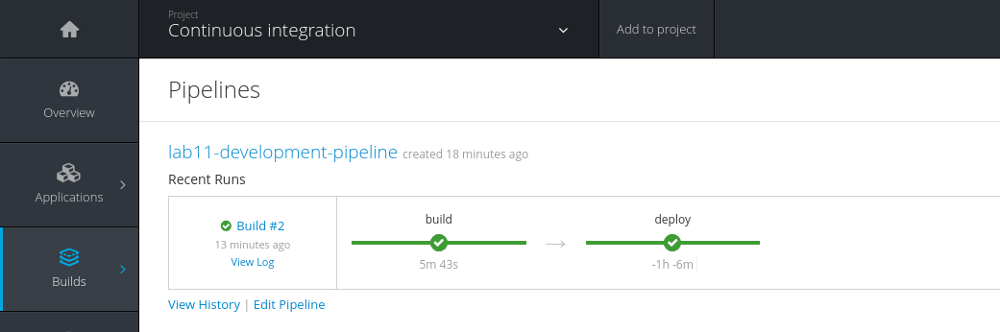 Project
Continuous integration
Add to project
Overview
Applications
Builds
Pipelines
lab11-development-pipeline created 18 minutes ago
Recent Runs
Build #2
13 minutes ago
View Log
build
5m 43s
deploy
-1h -6m
View History | Edit Pipeline